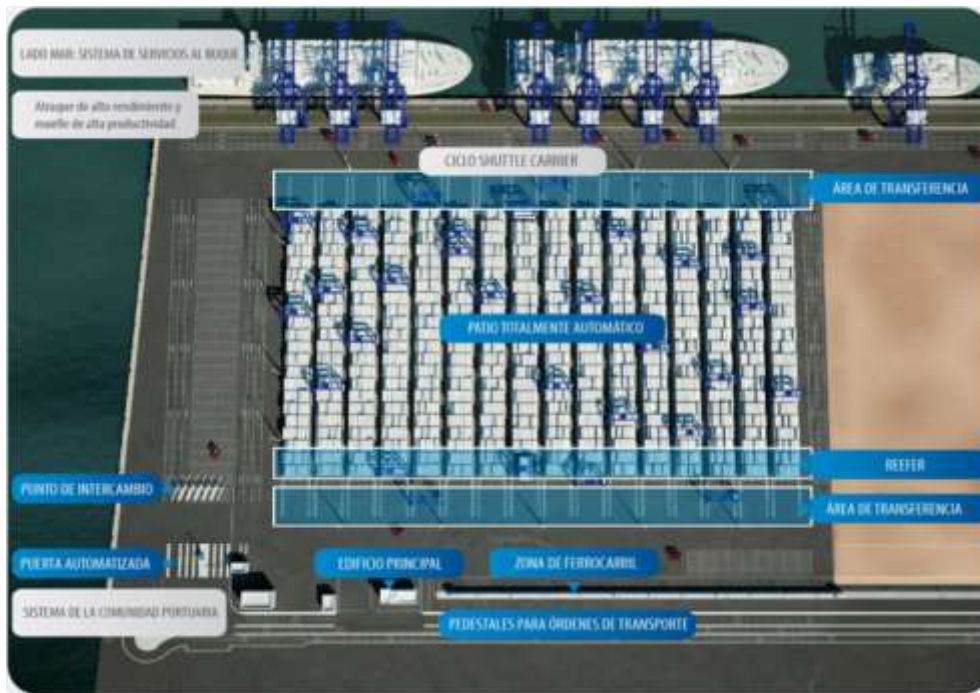 LADO MAR: SISTEMA DE SERVICIOS AL BUQUE
Atraque de alto rendimiento y
muelle de alta productividad
CICLO SHUTTLE CARRIER
ÁREA DE TRANSFERENCIA
PATIO TOTALMENTE AUTOMÁTICO
REEFER
PUNTO DE INTERCAMBIO
ÁREA DE TRANSFERENCIA
PUERTA AUTOMATIZADA
EDIFICIO PRINCIPAL
ZONA DE FERROCARRIL
SISTEMA DE LA COMUNIDAD PORTUARIA
PEDESTALES PARA ÓRDENES DE TRANSPORTE